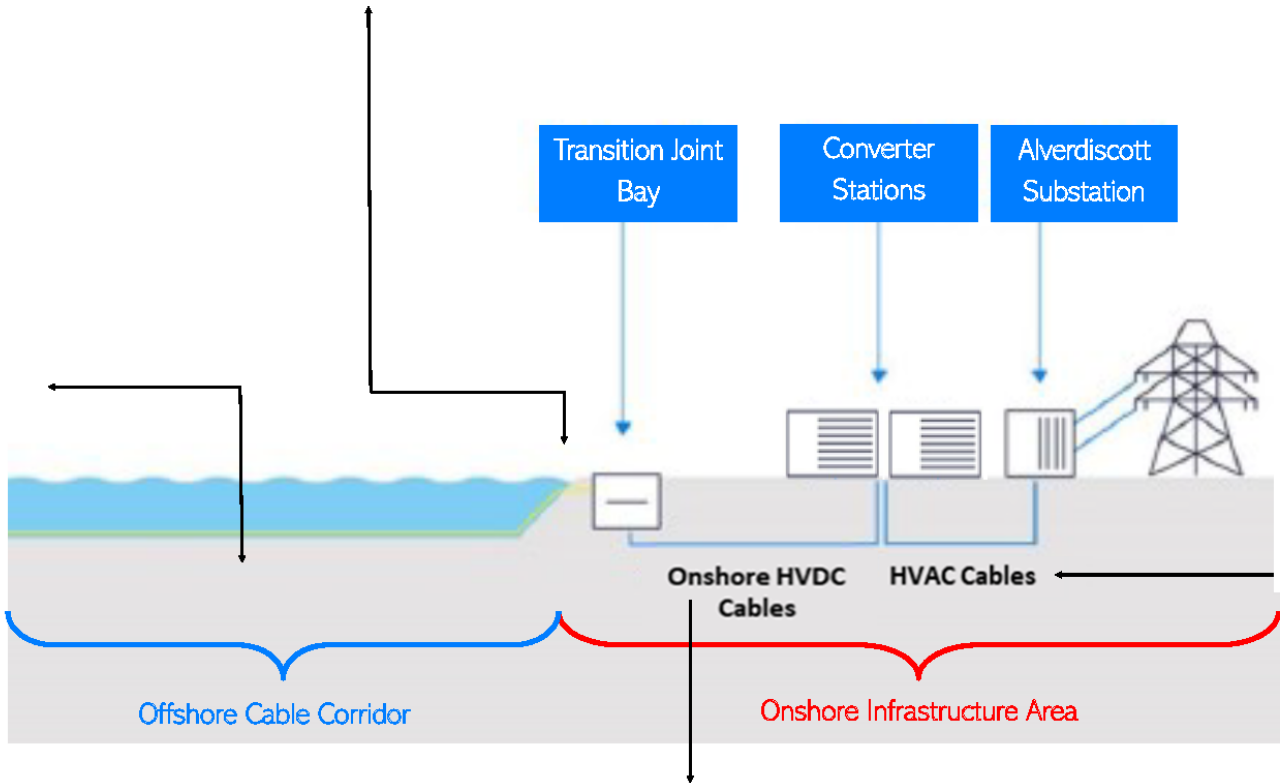 Transition Joint
Bay
Converter
Stations
Alverdiscott
Substation
Onshore HVDC
Cables
HVAC Cables
Offshore Cable Corridor
Onshore Infrastructure Area